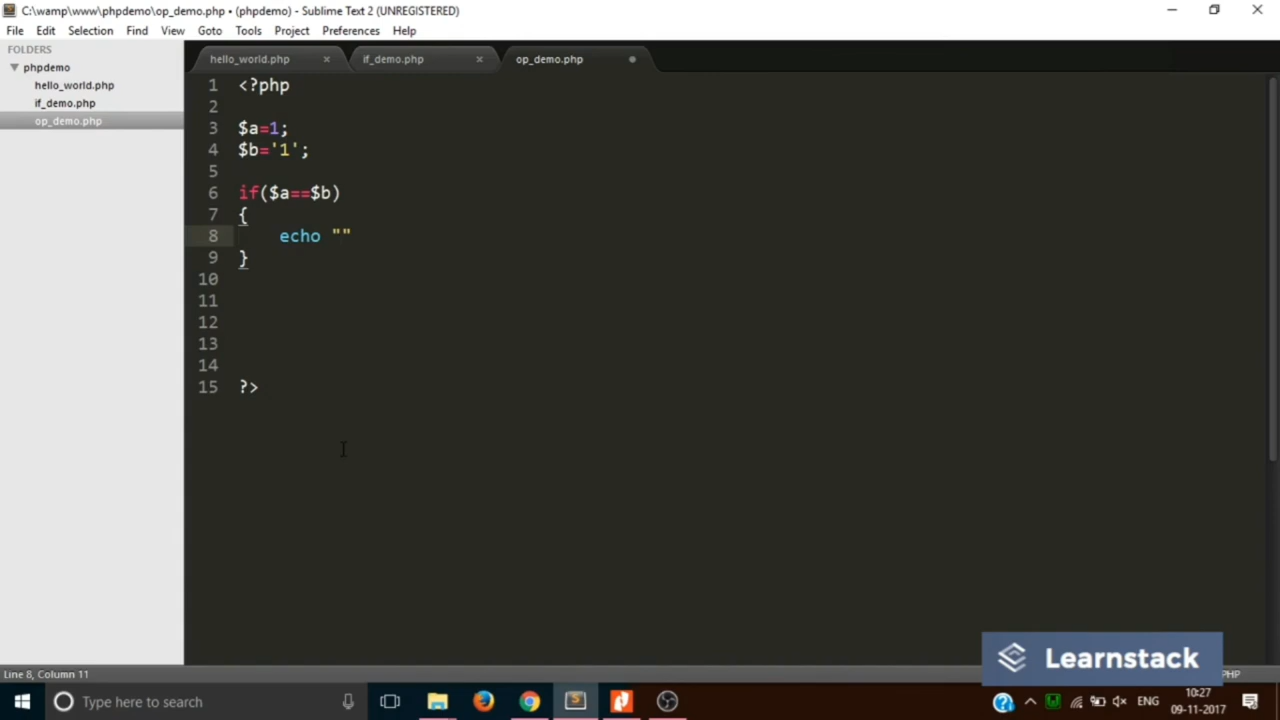 C:\wamp\www\phpdemo\op_demo.php • (phpdemo) - Sublime Text 2 (UNREGISTERED)
File Edit Selection Find View Goto Tools Project Preferences Help
FOLDERS
phpdemo
hello_world.php
if_demo.php
op_demo.php
hello_world.php × if_demo.php × op_demo.php
1 <?php
2
3 $a=1;
4 $b='1';
5
6 if($a==$b)
7 {
8 echo ""
9 }
10
11
12
13
14
15 ?>
Learnstack
Line 8, Column 11 PHP
Type here to search
ENG
10:27
09-11-2017